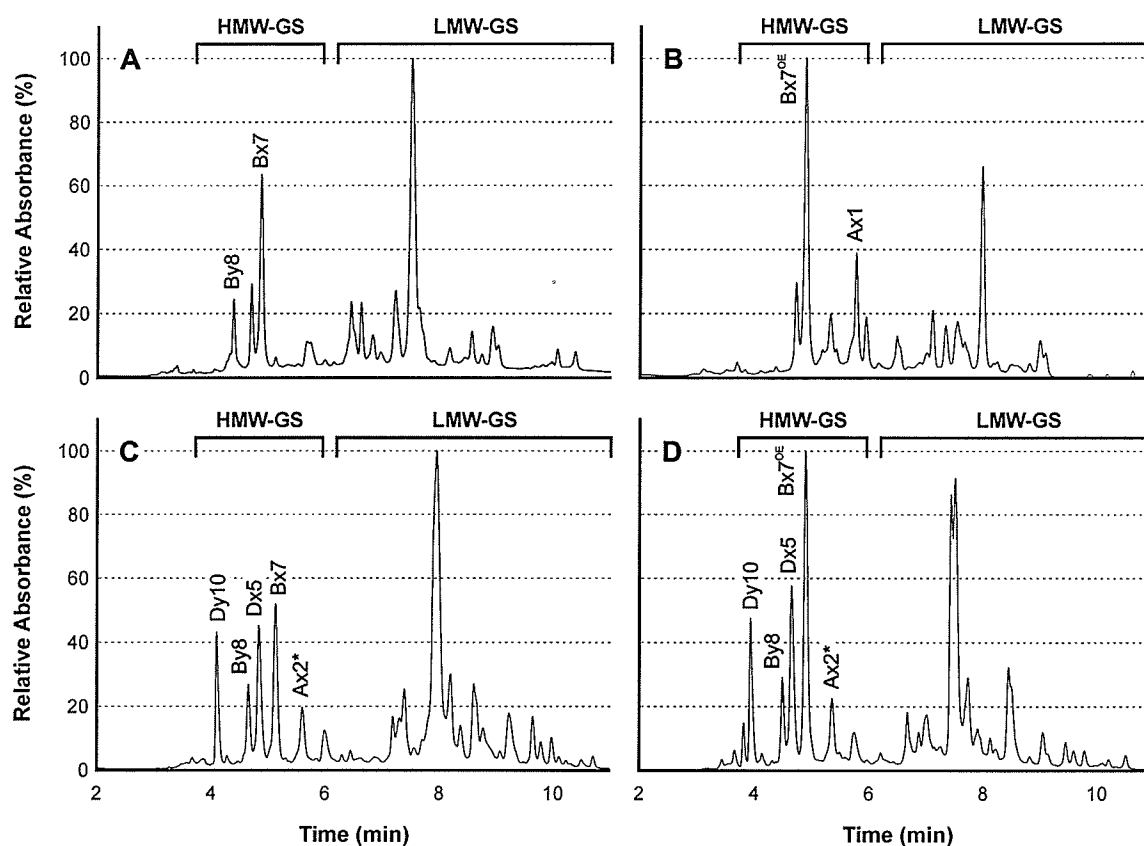 HMW-GS LMW-GS
A
Bx7
By8
100
80
60
40
20
0
Relative Absorbance (%)
HMW-GS LMW-GS
B
Bx7OE
Ax1
HMW-GS LMW-GS
C
Dy10
By8
Dx5
Bx7
Ax2*
100
80
60
40
20
0
Relative Absorbance (%)
2 4 6 8 10
Time (min)
HMW-GS LMW-GS
D
Dy10
By8
Dx5
Bx7OE
Ax2*
2 4 6 8 10
Time (min)